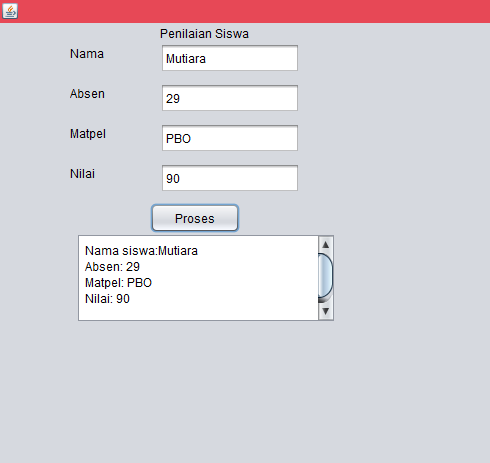 Penilaian Siswa
Nama
Mutiara
Absen
29
Matpel
PBO
Nilai
90
Proses
Nama siswa:Mutiara
Absen: 29
Matpel: PBO
Nilai: 90